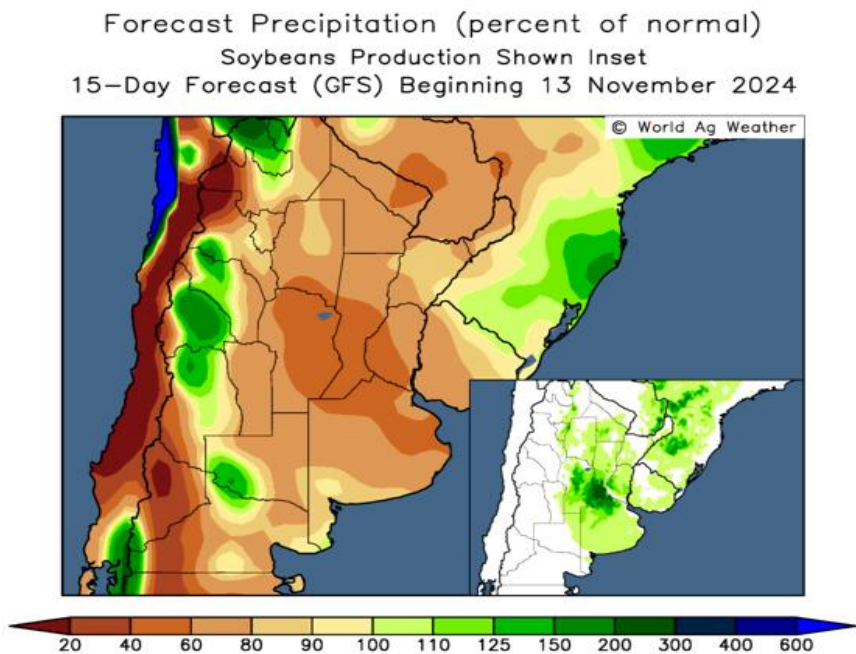 Forecast Precipitation (percent of normal)
Soybeans Production Shown Inset
15-Day Forecast (GFS) Beginning 13 November 2024
© World Ag Weather
20 40 60 80 90 100 110 125 150 200 300 400 600